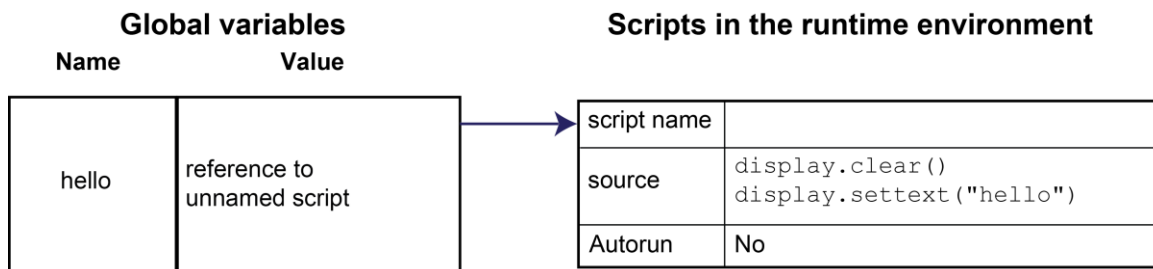 Global variables
Scripts in the runtime environment
Name Value
hello
reference to
unnamed script
script name
source
display.clear()
display.settext("hello")
Autorun No